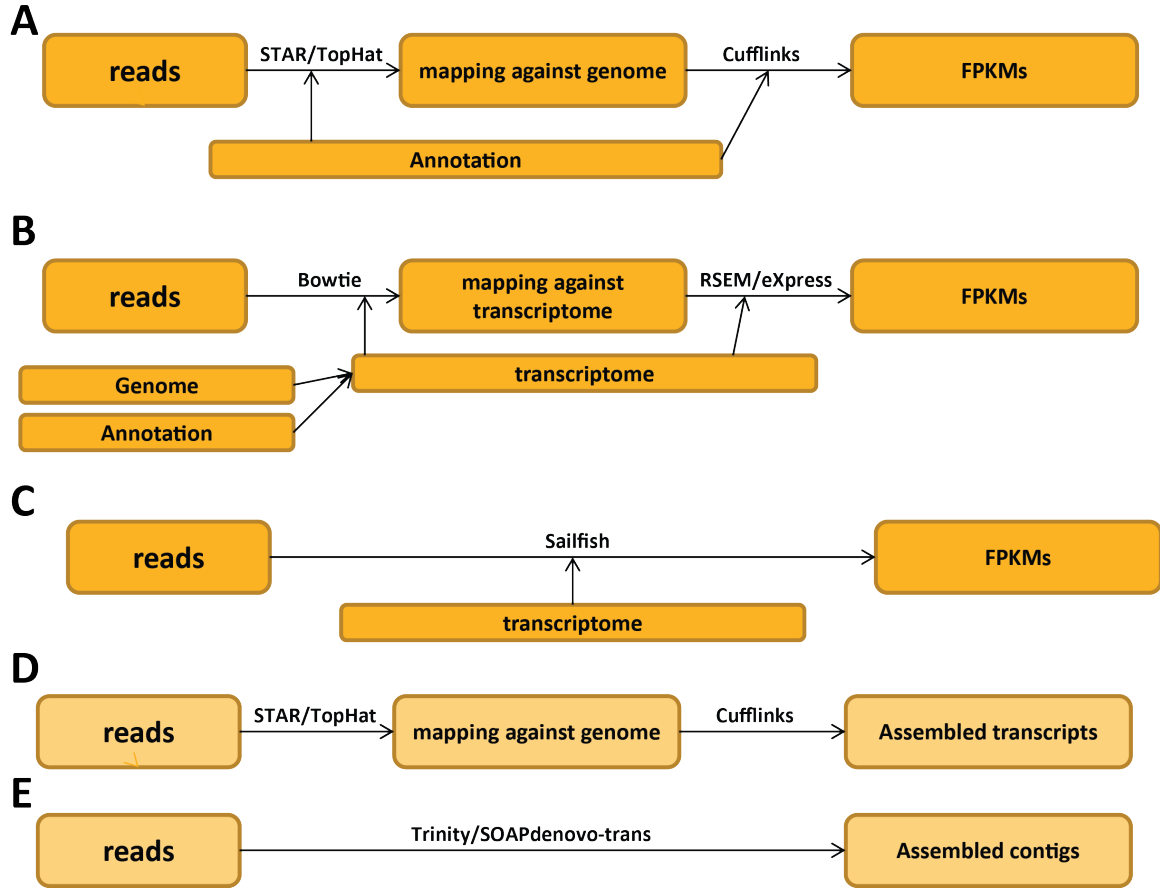 A
reads
STAR/TopHat
mapping against genome
Cufflinks
FPKMs
Annotation
B
reads
Bowtie
mapping against
transcriptome
RSEM/eXpress
FPKMs
Genome
transcriptome
Annotation
C
reads
Sailfish
FPKMs
transcriptome
D
reads
STAR/TopHat
mapping against genome
Cufflinks
Assembled transcripts
E
reads
Trinity/SOAPdenovo-trans
Assembled contigs